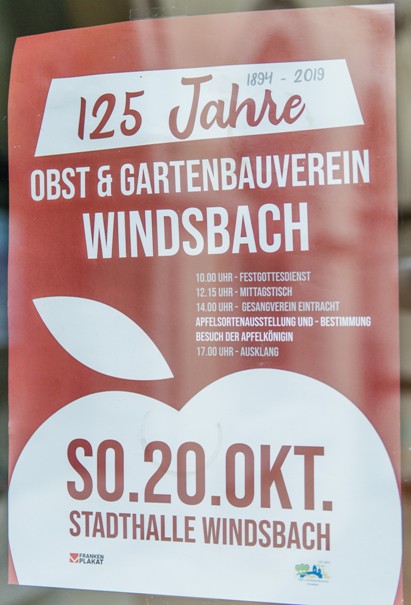 1894 - 2019
125 Jahre
OBST & GARTENBAUVEREIN
WINDSBACH
10.00 UHR - FESTGOTTESDIENST
12.15 UHR - MITTAGSTISCH
14.00 UHR - GESANGVEREIN EINTRACHT
APFELSORTENAUSSTELLUNG UND - BESTIMMUNG
BESUCH DER APFELKÖNIGIN
17.00 UHR - AUSKLANG
SO.20.OKT.
STADTHALLE WINDSBACH
FRANKEN
PLAKAT